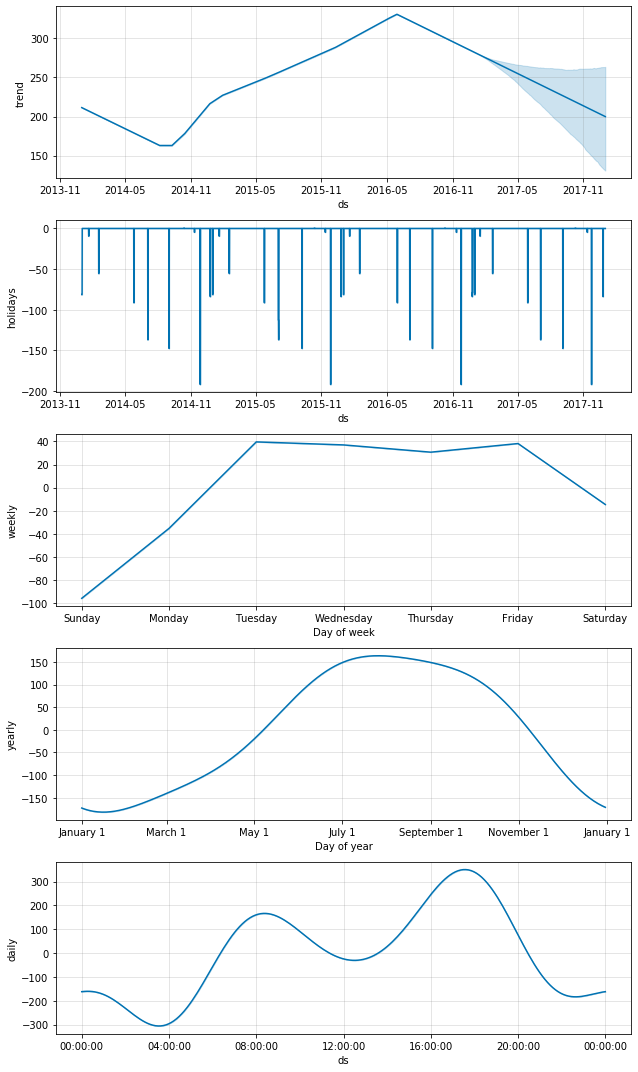 300
250
200
150
trend
2013-11 2014-05 2014-11 2015-05 2015-11 2016-05 2016-11 2017-05 2017-11
ds
0
−50
−100
−150
−200
holidays
2013-11 2014-05 2014-11 2015-05 2015-11 2016-05 2016-11 2017-05 2017-11
ds
40
20
0
−20
−40
−60
−80
−100
weekly
Sunday Monday Tuesday Wednesday Thursday Friday Saturday
Day of week
150
100
50
0
−50
−100
−150
yearly
January 1 March 1 May 1 July 1 September 1 November 1 January 1
Day of year
300
200
100
0
−100
−200
−300
daily
00:00:00 04:00:00 08:00:00 12:00:00 16:00:00 20:00:00 00:00:00
ds